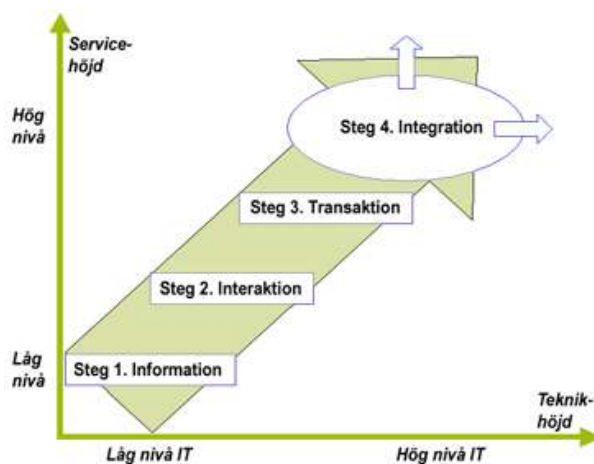 Service-
höjd
Hög
nivå
Steg 4. Integration
Steg 3. Transaktion
Steg 2. Interaktion
Låg
nivå
Steg 1. Information
Teknik-
höjd
Låg nivå IT
Hög nivå IT